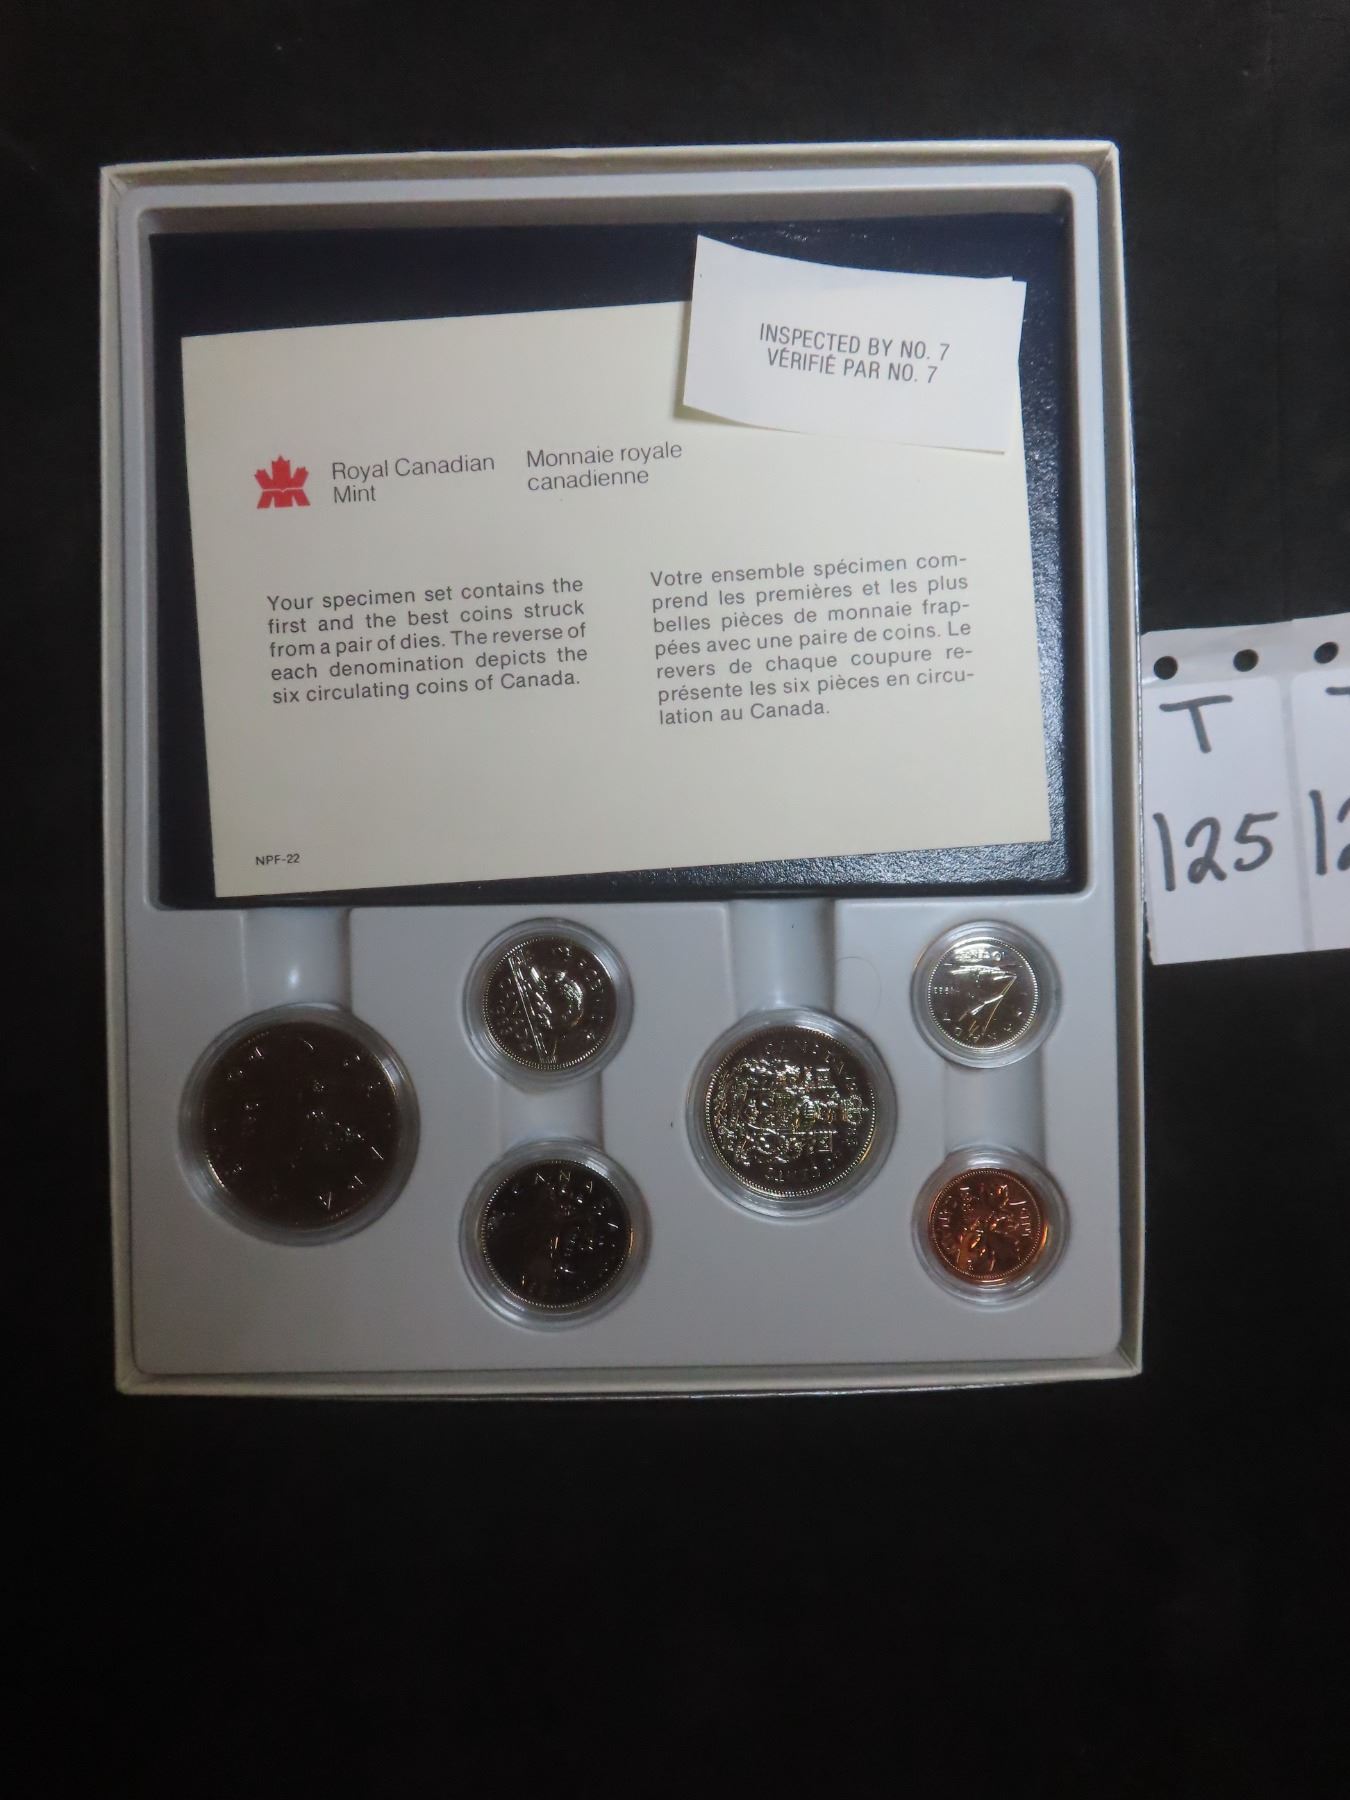 INSPECTED BY NO. 7
VÉRIFIÉ PAR NO. 7
Royal Canadian
Mint
Monnaie royale
canadienne
Your specimen set contains the
first and the best coins struck
from a pair of dies. The reverse of
each denomination depicts the
six circulating coins of Canada.
Votre ensemble spécimen com-
prend les premières et les plus
belles pièces de monnaie frap-
pées avec une paire de coins. Le
revers de chaque coupure re-
présente les six pièces en circu-
lation au Canada.
NPF-22
T
125
CANADA